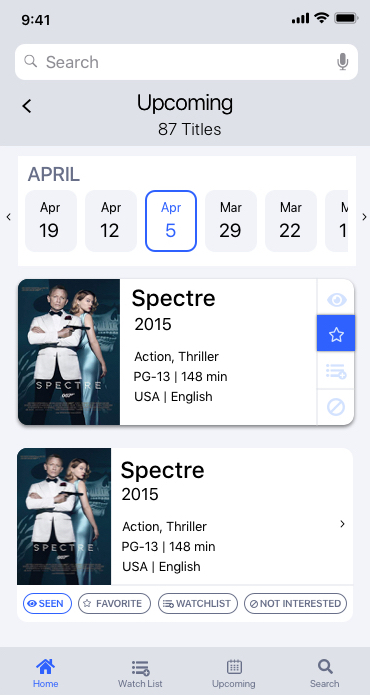 9:41
Search
Upcoming
87 Titles
APRIL
Apr Apr Apr Mar Mar M
19 12 5 29 22 1
Spectre
2015
Action, Thriller
PG-13 | 148 min
USA | English
SPECTRE
007
Spectre
2015
Action, Thriller
PG-13 | 148 min
USA | English
SPECTRE
SEEN FAVORITE WATCHLIST NOT INTERESTED
Home Watch List Upcoming Search